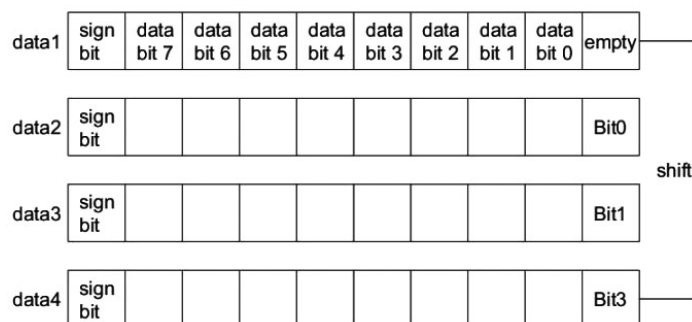 data1 sign bit data bit 7 data bit 6 data bit 5 data bit 4 data bit 3 data bit 2 data bit 1 data bit 0 empty
data2 sign bit Bit0
shift
data3 sign bit Bit1
data4 sign bit Bit3